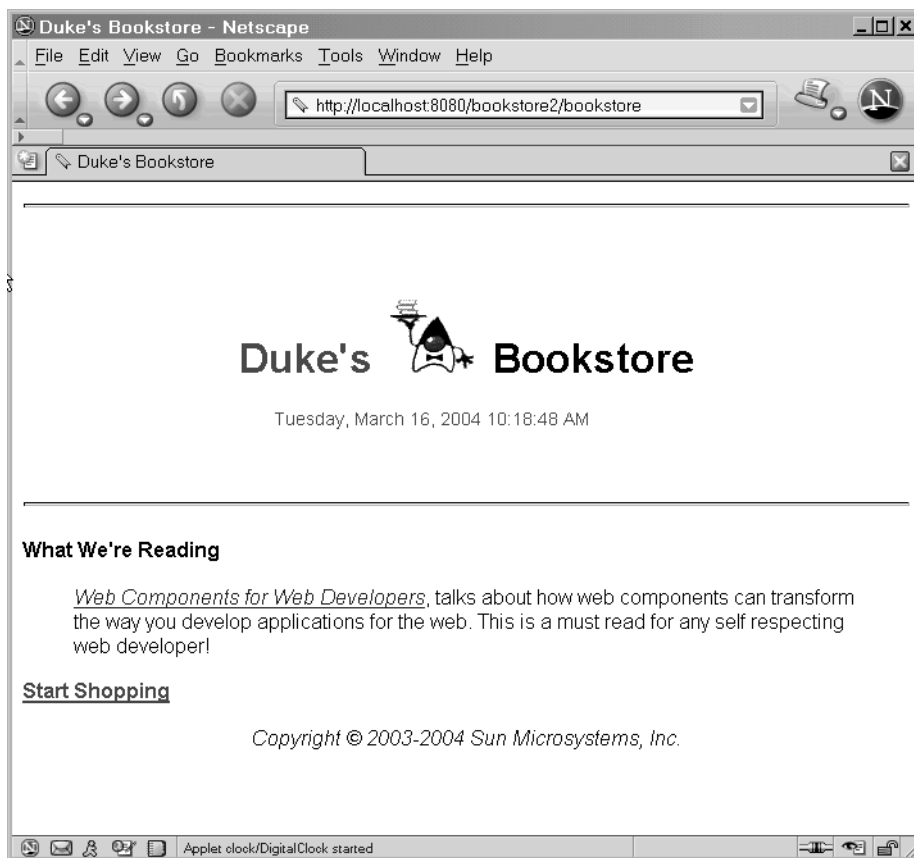 Duke's Bookstore - Netscape
File Edit View Go Bookmarks Tools Window Help
http://localhost:8080/bookstore2/bookstore
N
Duke's Bookstore
Duke's Bookstore
Tuesday, March 16, 2004 10:18:48 AM
What We're Reading
Web Components for Web Developers, talks about how web components can transform
the way you develop applications for the web. This is a must read for any self respecting
web developer!
Start Shopping
Copyright © 2003-2004 Sun Microsystems, Inc.
Applet clock/DigitalClock started